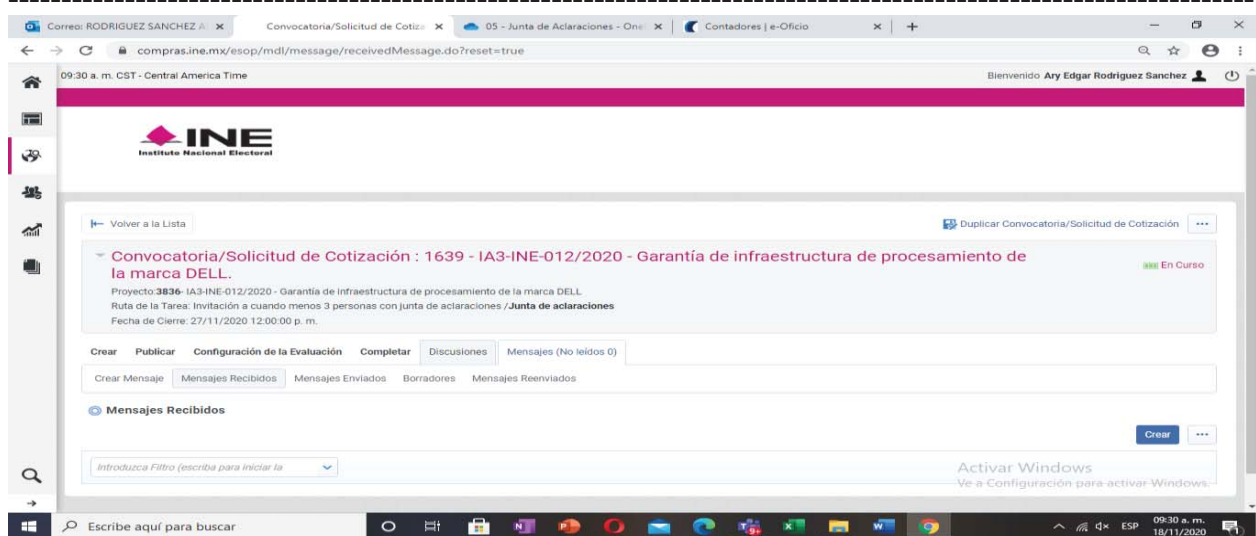 Correo: RODRIGUEZ SANCHEZ A
Convocatoria/Solicitud de Cotiza
05 - Junta de Aclaraciones - One
Contadores | e-Oficio
compras.ine.mx/esop/mdl/message/receivedMessage.do?reset=true
09:30 a. m. CST - Central America Time
Bienvenido Ary Edgar Rodriguez Sanchez
INE
Instituto Nacional Electoral
Volver a la Lista
Duplicar Convocatoria/Solicitud de Cotización
Convocatoria/Solicitud de Cotización : 1639 - IA3-INE-012/2020 - Garantía de infraestructura de procesamiento de
la marca DELL.
En Curso
Proyecto:3836- IA3-INE-012/2020 - Garantía de infraestructura de procesamiento de la marca DELL
Ruta de la Tarea: Invitación a cuando menos 3 personas con junta de aclaraciones /Junta de aclaraciones
Fecha de Cierre: 27/11/2020 12:00:00 p. m.
Crear Publicar Configuración de la Evaluación Completar Discusiones Mensajes (No leídos 0)
Crear Mensaje Mensajes Recibidos Mensajes Enviados Borradores Mensajes Reenviados
Mensajes Recibidos
Crear
Introduzca Filtro (escriba para iniciar la
Activar Windows
Ve a Configuración para activar Windows.
Escribe aquí para buscar
ESP
09:30 a. m.
18/11/2020